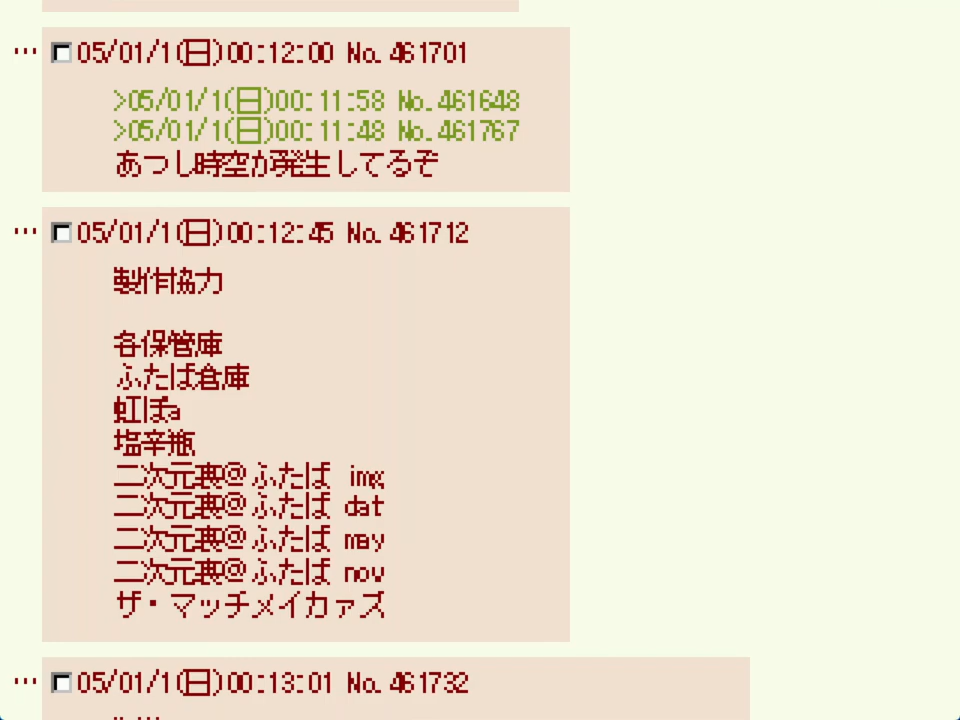 …□05/01/1(日)00:12:00 No.461701
>05/01/1(日)00:11:58 No.461648
>05/01/1(日)00:11:48 No.461767
あつし時空が発生してるぞ
…□05/01/1(日)00:12:45 No.461712
製作協力
各保管庫
ふたば倉庫
虹ぽa
塩辛瓶
二次元裏@ふたば img
二次元裏@ふたば dat
二次元裏@ふたば may
二次元裏@ふたば nov
ザ・マッチメイカァズ
…□05/01/1(日)00:13:01 No.461732